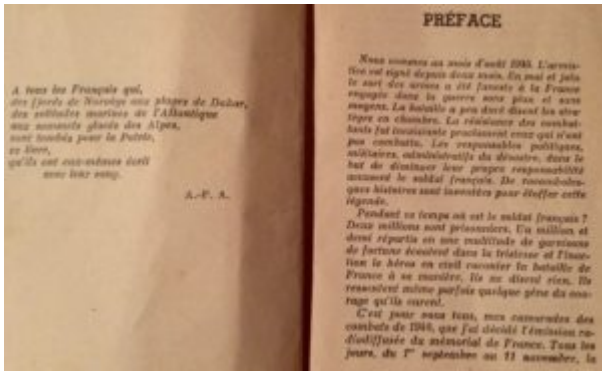 A tous les Français qui,
des fjords de Norvège aux plages de Dakar,
des solitudes marines de l'Atlantique
aux sommets glacés des Alpes,
sont tombés pour la Patrie,
ce livre,
qu'ils ont eux-mêmes écrit
avec leur sang.
A.-P. A.
PRÉFACE
Nous sommes au mois d'août 1940. L'armis-
tice est signé depuis deux mois. En mai et juin
le sort des armes a été funeste à la France
engagée dans la guerre sans plan et sans
moyens. La bataille a peu duré disent les stra-
tèges en chambre. La résistance des combat-
tants fut inexistante proclament ceux qui n'ont
pas combattu. Les responsables politiques,
militaires, administratifs du désastre, dans le
but de diminuer leur propre responsabilité
accusent le soldat français. De rocamboles-
ques histoires sont inventées pour étoffer cette
légende.
Pendant ce temps où est le soldat français ?
Deux millions sont prisonniers. Un million et
demi répartis en une multitude de garnisons
de fortune écoutent dans la tristesse et l'inac-
tion le héros en civil raconter la bataille de
France à sa manière. Ils ne disent rien. Ils
ressentent même parfois quelque gêne du cou-
rage qu'ils eurent.
C'est pour vous tous, mes camarades des
combats de 1940, que j'ai décidé l'émission ra-
diodiffusée du mémorial de France. Tous les
jours, du 1er septembre au 11 novembre, la